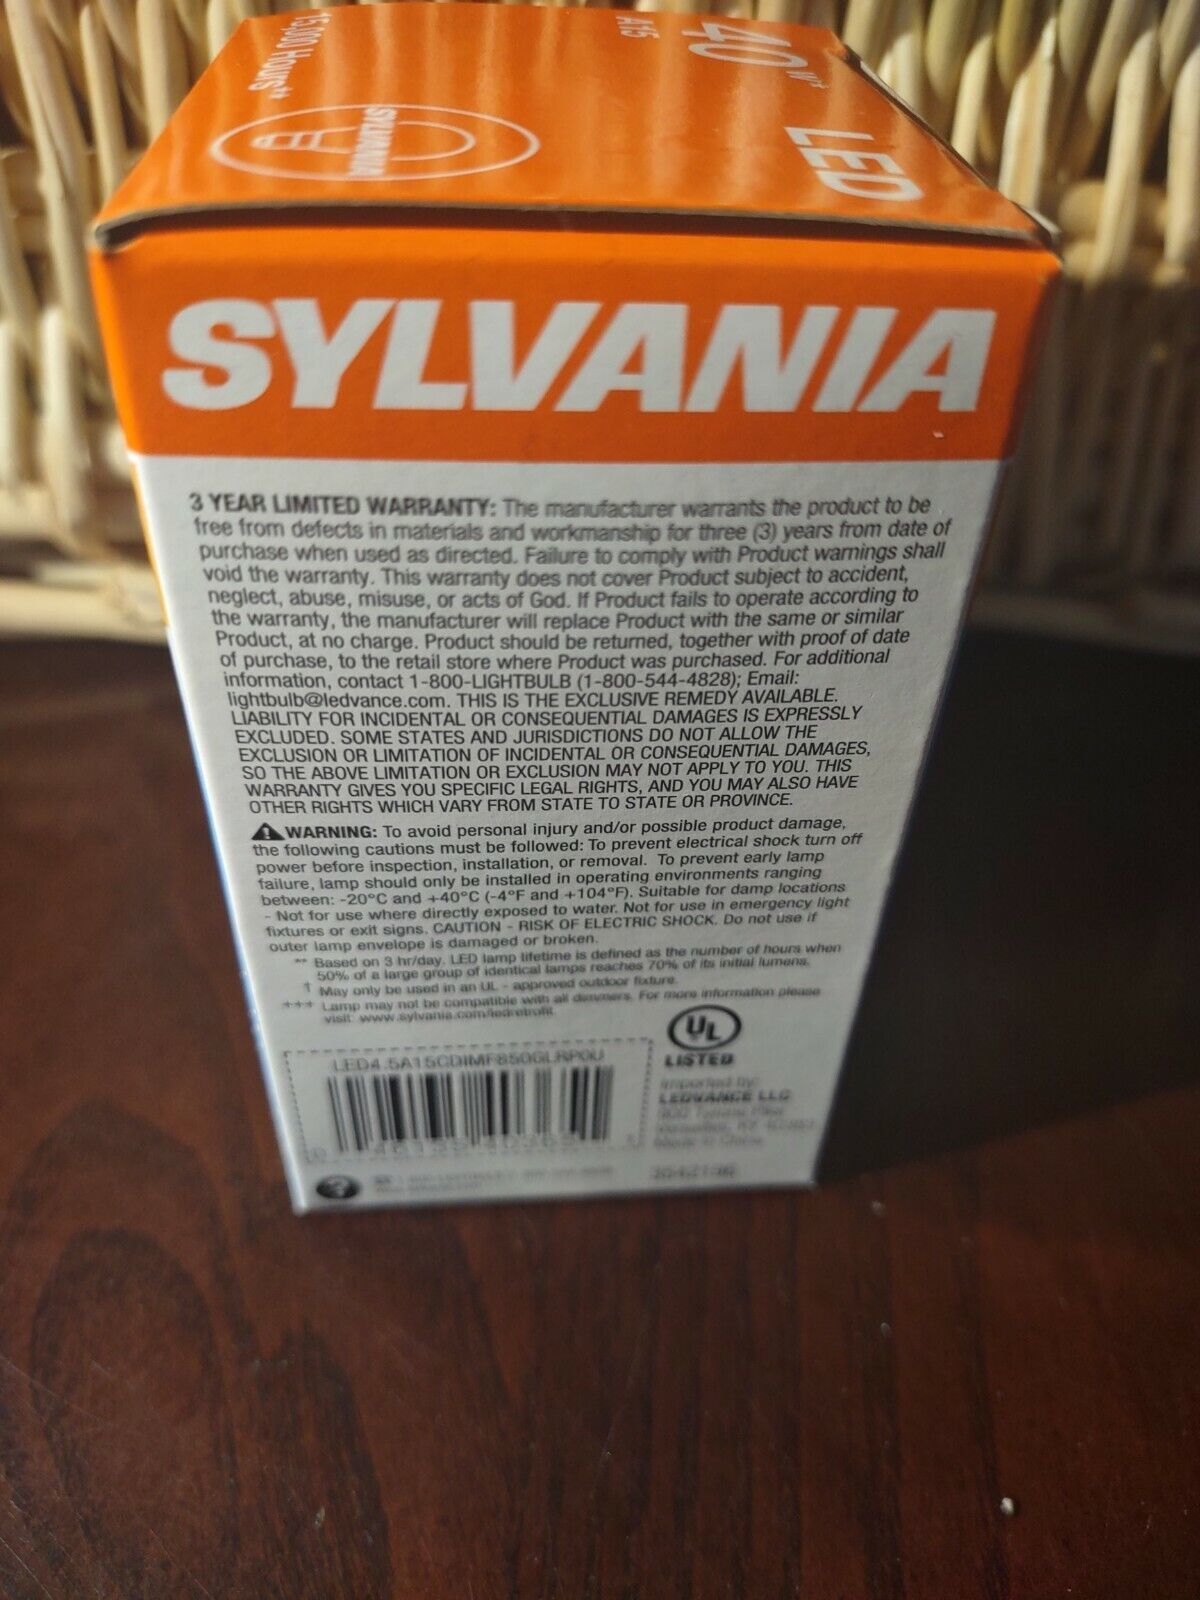 40W*
A15
LED
15,000 Hours**
SYLVANIA
SYLVANIA
3 YEAR LIMITED WARRANTY: The manufacturer warrants the product to be
free from defects in materials and workmanship for three (3) years from date of
purchase when used as directed. Failure to comply with Product warnings shall
void the warranty. This warranty does not cover Product subject to accident,
neglect, abuse, misuse, or acts of God. If Product fails to operate according to
the warranty, the manufacturer will replace Product with the same or similar
Product, at no charge. Product should be returned, together with proof of date
of purchase, to the retail store where Product was purchased. For additional
information, contact 1-800-LIGHTBULB (1-800-544-4828); Email:
lightbulb@ledvance.com. THIS IS THE EXCLUSIVE REMEDY AVAILABLE.
LIABILITY FOR INCIDENTAL OR CONSEQUENTIAL DAMAGES IS EXPRESSLY
EXCLUDED. SOME STATES AND JURISDICTIONS DO NOT ALLOW THE
EXCLUSION OR LIMITATION OF INCIDENTAL OR CONSEQUENTIAL DAMAGES,
SO THE ABOVE LIMITATION OR EXCLUSION MAY NOT APPLY TO YOU. THIS
WARRANTY GIVES YOU SPECIFIC LEGAL RIGHTS, AND YOU MAY ALSO HAVE
OTHER RIGHTS WHICH VARY FROM STATE TO STATE OR PROVINCE.
WARNING: To avoid personal injury and/or possible product damage,
the following cautions must be followed: To prevent electrical shock turn off
power before inspection, installation, or removal. To prevent early lamp
failure, lamp should only be installed in operating environments ranging
between: -20°C and +40°C (-4°F and +104°F). Suitable for damp locations
- Not for use where directly exposed to water. Not for use in emergency light
fixtures or exit signs. CAUTION - RISK OF ELECTRIC SHOCK. Do not use if
outer lamp envelope is damaged or broken.
** Based on 3 hr/day. LED lamp lifetime is defined as the number of hours when
50% of a large group of identical lamps reaches 70% of its initial lumens.
† May only be used in an UL - approved outdoor fixture.
*** Lamp may not be compatible with all dimmers. For more information please
visit: www.sylvania.com/ledretrofit
UL
LISTED
LED4.5A15CDIMF850GLRP0U
Imported by:
LEDVANCE LLC
Made in China